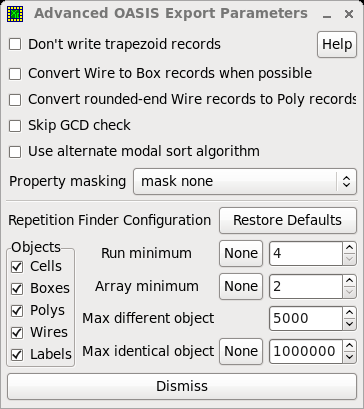 Advanced OASIS Export Parameters
Don't write trapezoid records
Help
Convert Wire to Box records when possible
Convert rounded-end Wire records to Poly records
Skip GCD check
Use alternate modal sort algorithm
Property masking mask none
Repetition Finder Configuration Restore Defaults
Objects
Cells
Boxes
Polys
Wires
Labels
Run minimum None 4
Array minimum None 2
Max different object 5000
Max identical object None 1000000
Dismiss